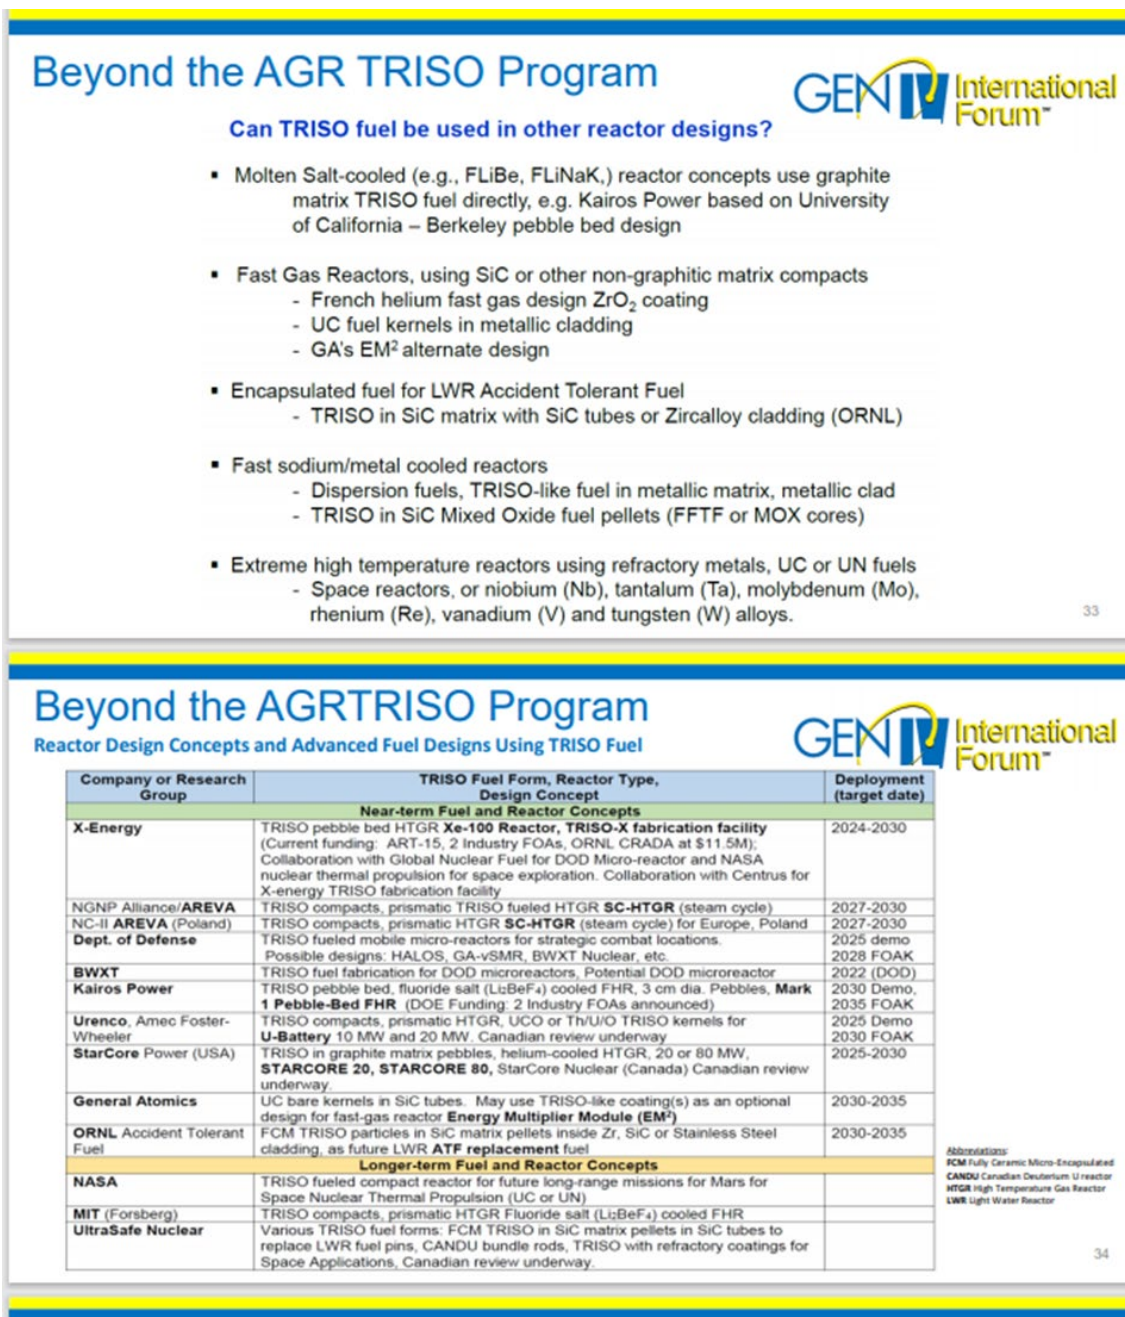 Beyond the AGR TRISO Program
GEN IV International
Forum™
Can TRISO fuel be used in other reactor designs?
▪ Molten Salt-cooled (e.g., FLiBe, FLiNaK,) reactor concepts use graphite
matrix TRISO fuel directly, e.g. Kairos Power based on University
of California – Berkeley pebble bed design
▪ Fast Gas Reactors, using SiC or other non-graphitic matrix compacts
- French helium fast gas design ZrO₂ coating
- UC fuel kernels in metallic cladding
- GA's EM² alternate design
▪ Encapsulated fuel for LWR Accident Tolerant Fuel
- TRISO in SiC matrix with SiC tubes or Zircalloy cladding (ORNL)
▪ Fast sodium/metal cooled reactors
- Dispersion fuels, TRISO-like fuel in metallic matrix, metallic clad
- TRISO in SiC Mixed Oxide fuel pellets (FFTF or MOX cores)
▪ Extreme high temperature reactors using refractory metals, UC or UN fuels
- Space reactors, or niobium (Nb), tantalum (Ta), molybdenum (Mo),
rhenium (Re), vanadium (V) and tungsten (W) alloys.
33
Beyond the AGRTRISO Program
GEN IV International
Forum™
Reactor Design Concepts and Advanced Fuel Designs Using TRISO Fuel
Company or Research
Group
TRISO Fuel Form, Reactor Type,
Design Concept
Deployment
(target date)
Near-term Fuel and Reactor Concepts
X-Energy
TRISO pebble bed HTGR Xe-100 Reactor, TRISO-X fabrication facility
(Current funding: ART-15, 2 Industry FOAs, ORNL CRADA at $11.5M);
Collaboration with Global Nuclear Fuel for DOD Micro-reactor and NASA
nuclear thermal propulsion for space exploration. Collaboration with Centrus for
X-energy TRISO fabrication facility
2024-2030
NGNP Alliance/AREVA
TRISO compacts, prismatic TRISO fueled HTGR SC-HTGR (steam cycle)
2027-2030
NC-II AREVA (Poland)
TRISO compacts, prismatic HTGR SC-HTGR (steam cycle) for Europe, Poland
2027-2030
Dept. of Defense
TRISO fueled mobile micro-reactors for strategic combat locations.
Possible designs: HALOS, GA-vSMR, BWXT Nuclear, etc.
2025 demo
2028 FOAK
BWXT
TRISO fuel fabrication for DOD microreactors, Potential DOD microreactor
2022 (DOD)
Kairos Power
TRISO pebble bed, fluoride salt (Li₂BeF₄) cooled FHR, 3 cm dia. Pebbles, Mark
1 Pebble-Bed FHR (DOE Funding: 2 Industry FOAs announced)
2030 Demo,
2035 FOAK
Urenco, Amec Foster-
Wheeler
TRISO compacts, prismatic HTGR, UCO or Th/U/O TRISO kernels for
U-Battery 10 MW and 20 MW. Canadian review underway
2025 Demo
2030 FOAK
StarCore Power (USA)
TRISO in graphite matrix pebbles, helium-cooled HTGR, 20 or 80 MW,
STARCORE 20, STARCORE 80, StarCore Nuclear (Canada) Canadian review
underway.
2025-2030
General Atomics
UC bare kernels in SiC tubes. May use TRISO-like coating(s) as an optional
design for fast-gas reactor Energy Multiplier Module (EM²)
2030-2035
ORNL Accident Tolerant
Fuel
FCM TRISO particles in SiC matrix pellets inside Zr, SiC or Stainless Steel
cladding, as future LWR ATF replacement fuel
2030-2035
Longer-term Fuel and Reactor Concepts
NASA
TRISO fueled compact reactor for future long-range missions for Mars for
Space Nuclear Thermal Propulsion (UC or UN)
MIT (Forsberg)
TRISO compacts, prismatic HTGR Fluoride salt (Li₂BeF₄) cooled FHR
UltraSafe Nuclear
Various TRISO fuel forms: FCM TRISO in SiC matrix pellets in SiC tubes to
replace LWR fuel pins, CANDU bundle rods, TRISO with refractory coatings for
Space Applications, Canadian review underway.
Abbreviations:
FCM Fully Ceramic Micro-Encapsulated
CANDU Canadian Deuterium U reactor
HTGR High Temperature Gas Reactor
LWR Light Water Reactor
34